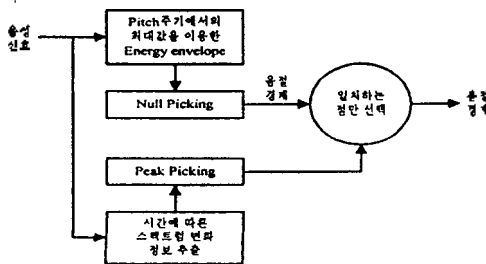 음성
신호
Pitch주기에서의
최대값을 이용한
Energy envelope
Null Picking
음절
경계
일치하는
점만 선택
음절
경계
Peak Picking
시간에 따른
스펙트럼 변화
정보 추출